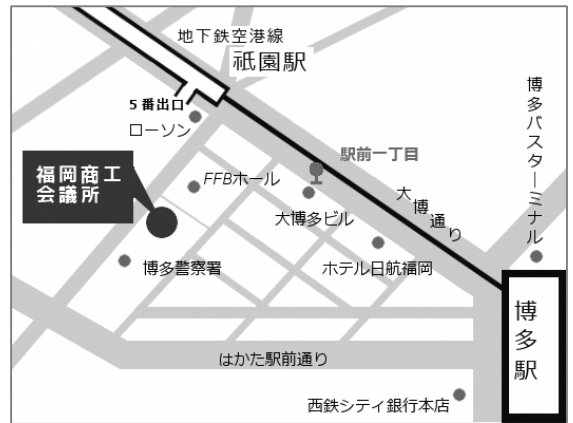 地下鉄空港線
祇園駅
5番出口
ローソン
駅前一丁目
福岡商工
会議所
FFBホール
大博多ビル
大博通り
博多バスターミナル
博多警察署
ホテル日航福岡
博多駅
はかた駅前通り
西鉄シティ銀行本店